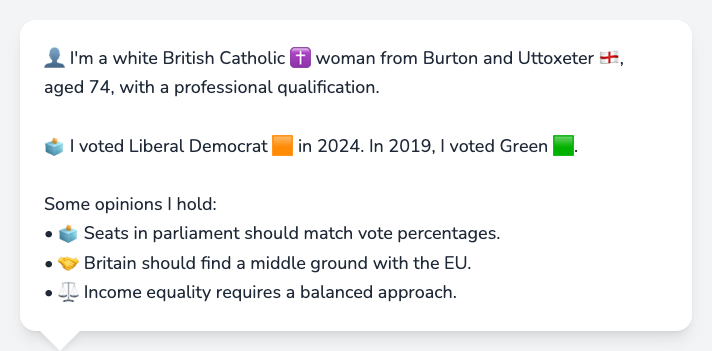 👤 I'm a white British Catholic ✝️ woman from Burton and Uttoxeter 🏴󠁧󠁢󠁥󠁮󠁧󠁿,
aged 74, with a professional qualification.
🗳️ I voted Liberal Democrat 🟧 in 2024. In 2019, I voted Green 🟩.
Some opinions I hold:
• 🗳️ Seats in parliament should match vote percentages.
• 🤝 Britain should find a middle ground with the EU.
• ⚖️ Income equality requires a balanced approach.